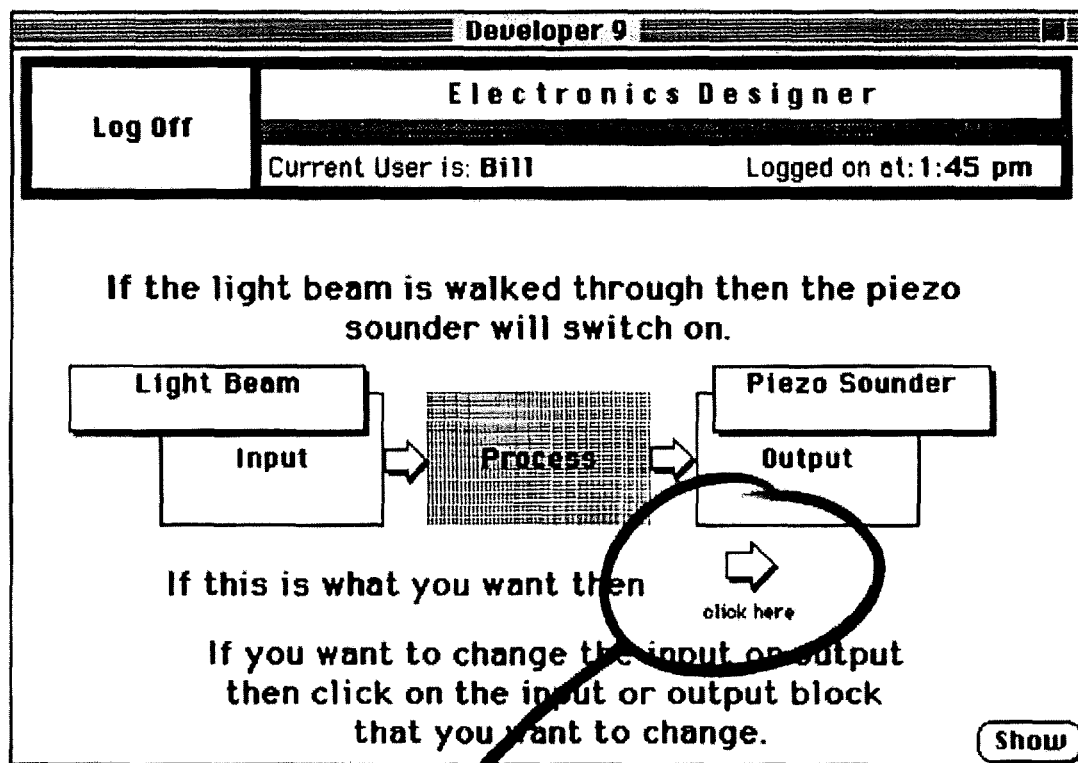 Developer 9
Log Off
Electronics Designer
Current User is: Bill
Logged on at: 1:45 pm
If the light beam is walked through then the piezo
sounder will switch on.
Light Beam
Input
Process
Piezo Sounder
Output
If this is what you want then
click here
If you want to change the input or output
then click on the input or output block
that you want to change.
Show